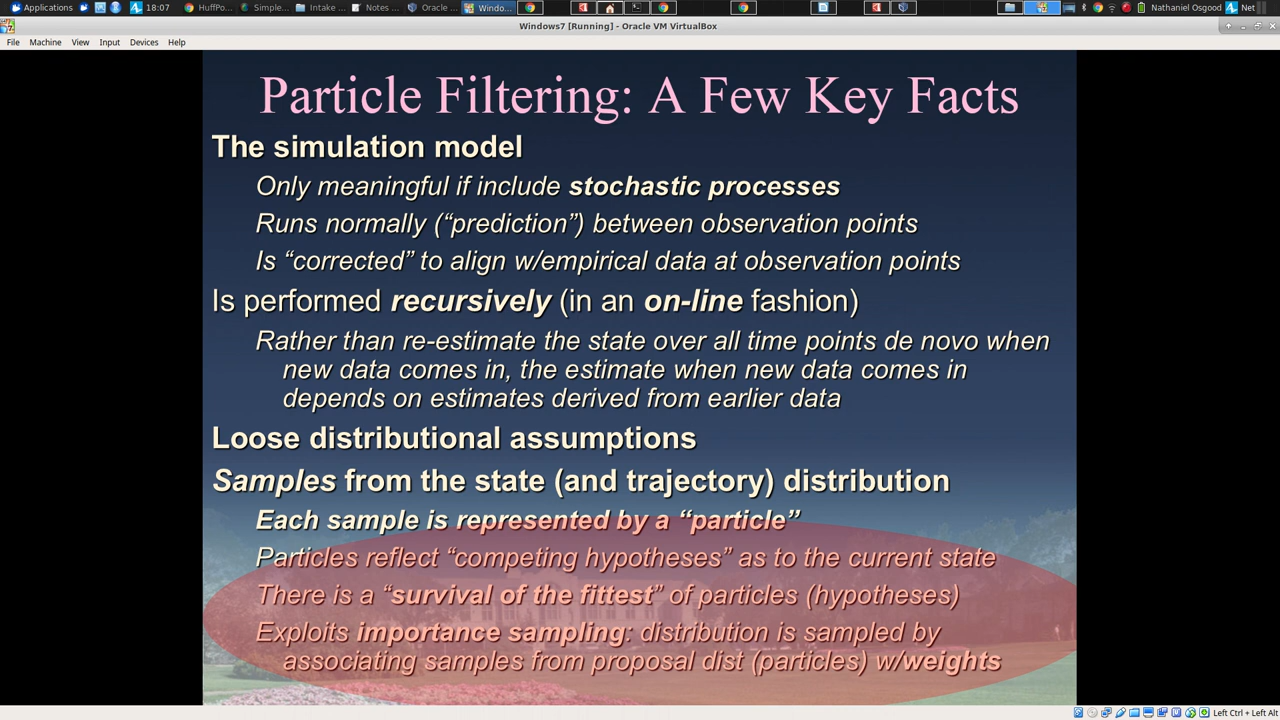 Applications 18:07 HuffPo... Simple... Intake ... Notes ... Oracle ... Windo... Nathaniel Osgood Net
Windows7 [Running] - Oracle VM VirtualBox
File Machine View Input Devices Help
Particle Filtering: A Few Key Facts
The simulation model
Only meaningful if include stochastic processes
Runs normally (“prediction”) between observation points
Is “corrected” to align w/empirical data at observation points
Is performed recursively (in an on-line fashion)
Rather than re-estimate the state over all time points de novo when
new data comes in, the estimate when new data comes in
depends on estimates derived from earlier data
Loose distributional assumptions
Samples from the state (and trajectory) distribution
Each sample is represented by a “particle”
Particles reflect “competing hypotheses” as to the current state
There is a “survival of the fittest” of particles (hypotheses)
Exploits importance sampling: distribution is sampled by
associating samples from proposal dist (particles) w/weights
Left Ctrl + Left Alt